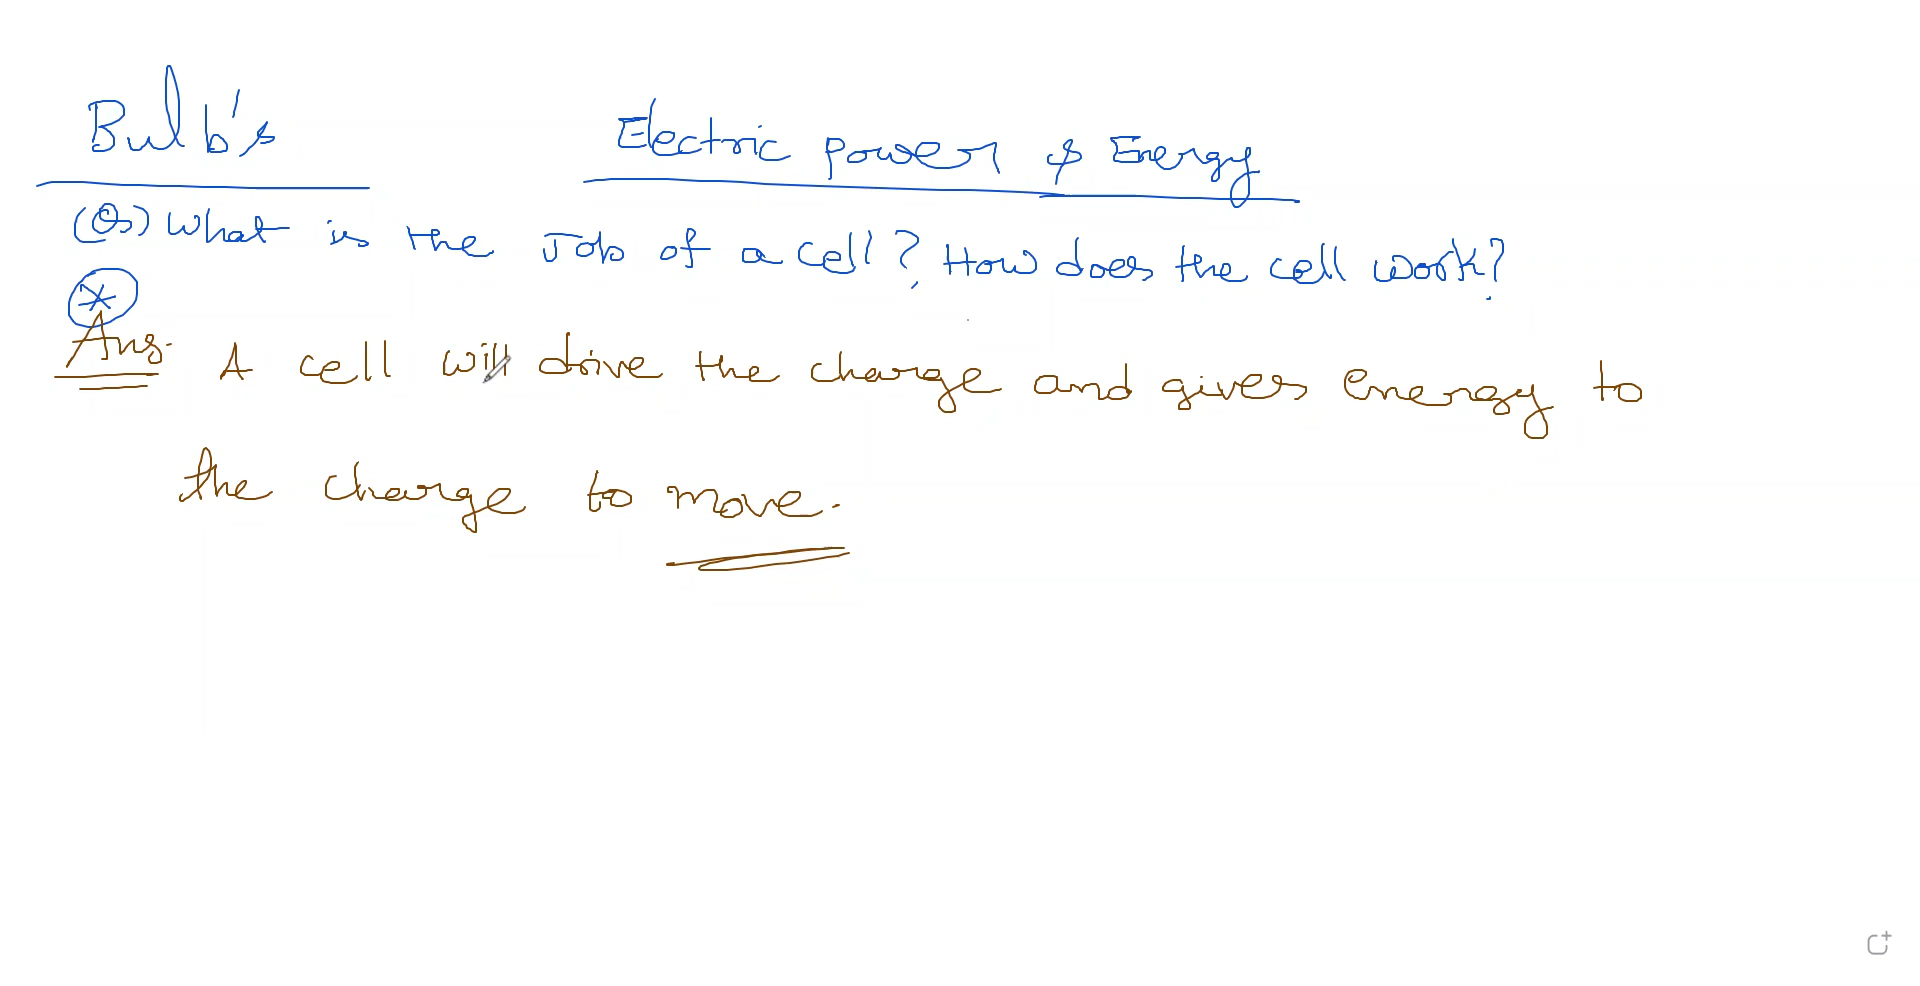 Bulb's
Electric power & Energy
(Qs) What is the Job of a cell? How does the cell work?
*
Ans. A cell will drive the charge and gives energy to
the charge to move.